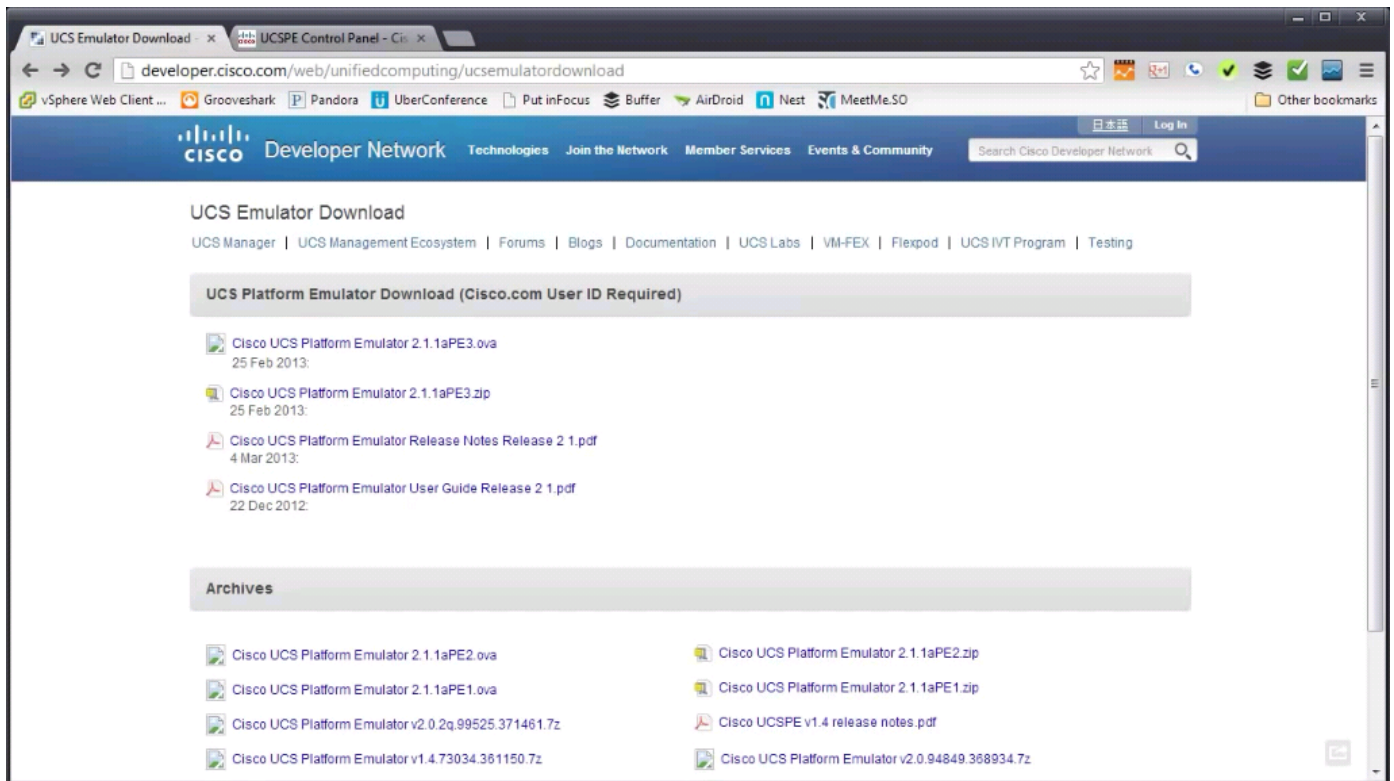 UCS Emulator Download -
UCSPE Control Panel - Cis
developer.cisco.com/web/unifiedcomputing/ucsemulatordownload
vSphere Web Client ... Grooveshark Pandora UberConference Put inFocus Buffer AirDroid Nest MeetMe.SO Other bookmarks
日本語 Log In
CISCO Developer Network Technologies Join the Network Member Services Events & Community Search Cisco Developer Network
UCS Emulator Download
UCS Manager | UCS Management Ecosystem | Forums | Blogs | Documentation | UCS Labs | VM-FEX | Flexpod | UCS IVT Program | Testing
UCS Platform Emulator Download (Cisco.com User ID Required)
Cisco UCS Platform Emulator 2.1.1aPE3.ova
25 Feb 2013:
Cisco UCS Platform Emulator 2.1.1aPE3.zip
25 Feb 2013:
Cisco UCS Platform Emulator Release Notes Release 2 1.pdf
4 Mar 2013:
Cisco UCS Platform Emulator User Guide Release 2 1.pdf
22 Dec 2012:
Archives
Cisco UCS Platform Emulator 2.1.1aPE2.ova
Cisco UCS Platform Emulator 2.1.1aPE2.zip
Cisco UCS Platform Emulator 2.1.1aPE1.ova
Cisco UCS Platform Emulator 2.1.1aPE1.zip
Cisco UCS Platform Emulator v2.0.2q.99525.371461.7z
Cisco UCSPE v1.4 release notes.pdf
Cisco UCS Platform Emulator v1.4.73034.361150.7z
Cisco UCS Platform Emulator v2.0.94849.368934.7z